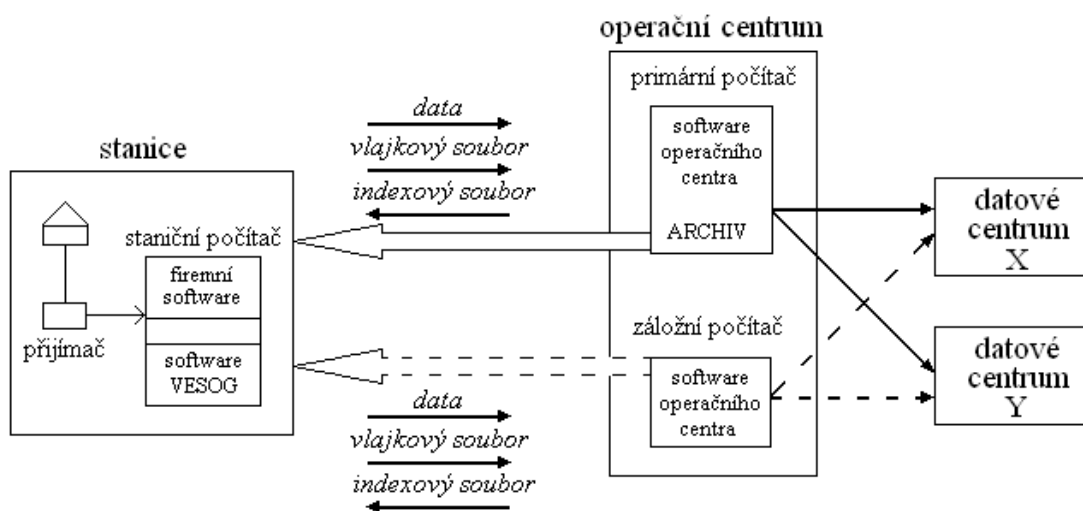 operační centrum
primární počítač
software
operačního
centra
ARCHIV
data
vlajkový soubor
indexový soubor
stanice
staniční počítač
firemní
software
přijímač
software
VESOG
datové
centrum
X
záložní počítač
software
operačního
centra
datové
centrum
Y
data
vlajkový soubor
indexový soubor